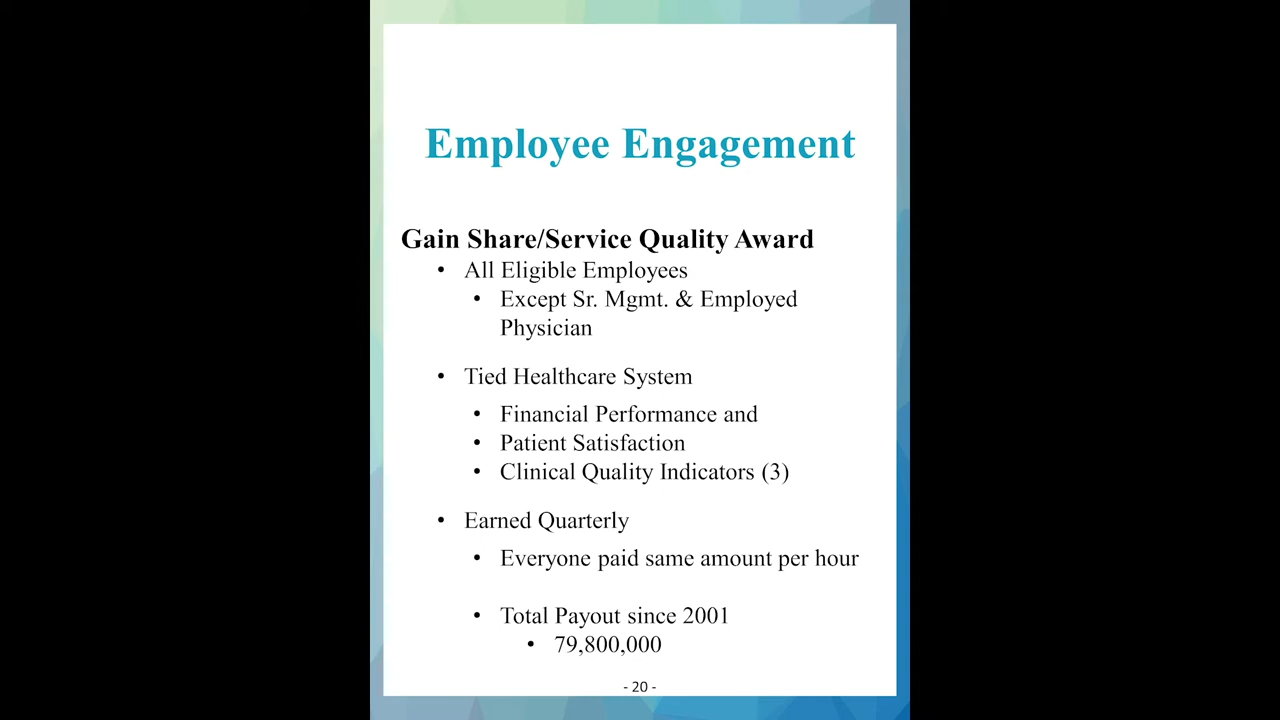 Employee Engagement
Gain Share/Service Quality Award
• All Eligible Employees
• Except Sr. Mgmt. & Employed
Physician
• Tied Healthcare System
• Financial Performance and
• Patient Satisfaction
• Clinical Quality Indicators (3)
• Earned Quarterly
• Everyone paid same amount per hour
• Total Payout since 2001
• 79,800,000
- 20 -